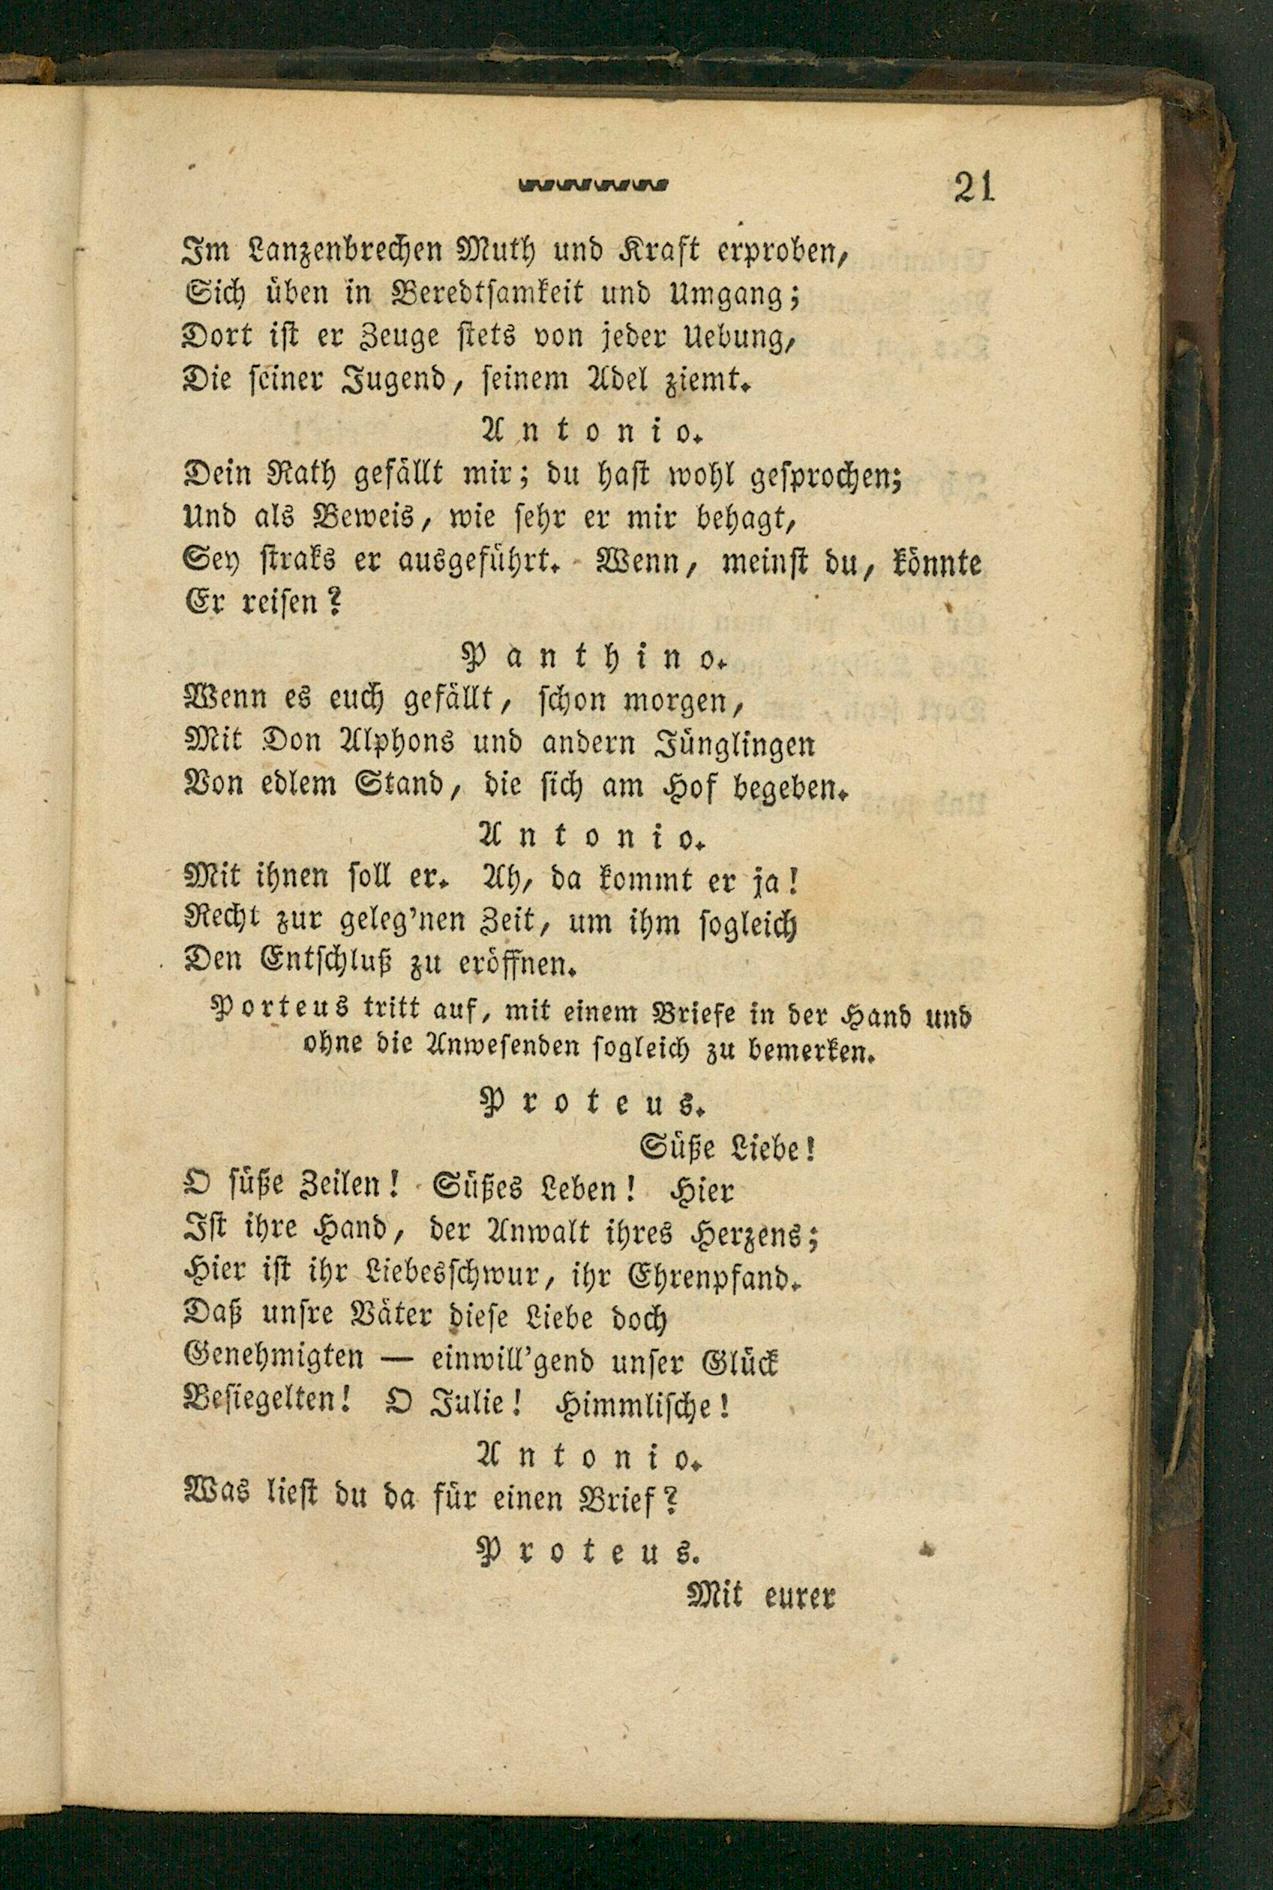 21
Im Lanzenbrechen Muth und Kraft erproben,
Sich üben in Beredtsamkeit und Umgang;
Dort ist er Zeuge stets von jeder Uebung,
Die seiner Jugend, seinem Adel ziemt.
Antonio.
Dein Rath gefällt mir; du hast wohl gesprochen;
Und als Beweis, wie sehr er mir behagt,
Sey straks er ausgeführt. Wenn, meinst du, könnte
Er reisen?
Panthino.
Wenn es euch gefällt, schon morgen,
Mit Don Alphons und andern Jünglingen
Von edlem Stand, die sich am Hof begeben.
Antonio.
Mit ihnen soll er. Ah, da kommt er ja!
Recht zur geleg'nen Zeit, um ihm sogleich
Den Entschluß zu eröffnen.
Porteus tritt auf, mit einem Briefe in der Hand und
ohne die Anwesenden sogleich zu bemerken.
Proteus.
Süße Liebe!
O süße Zeilen! Süßes Leben! Hier
Ist ihre Hand, der Anwalt ihres Herzens;
Hier ist ihr Liebesschwur, ihr Ehrenpfand.
Daß unsre Väter diese Liebe doch
Genehmigten — einwill'gend unser Glück
Besiegelten! O Julie! Himmlische!
Antonio.
Was liest du da für einen Brief?
Proteus.
Mit eurer